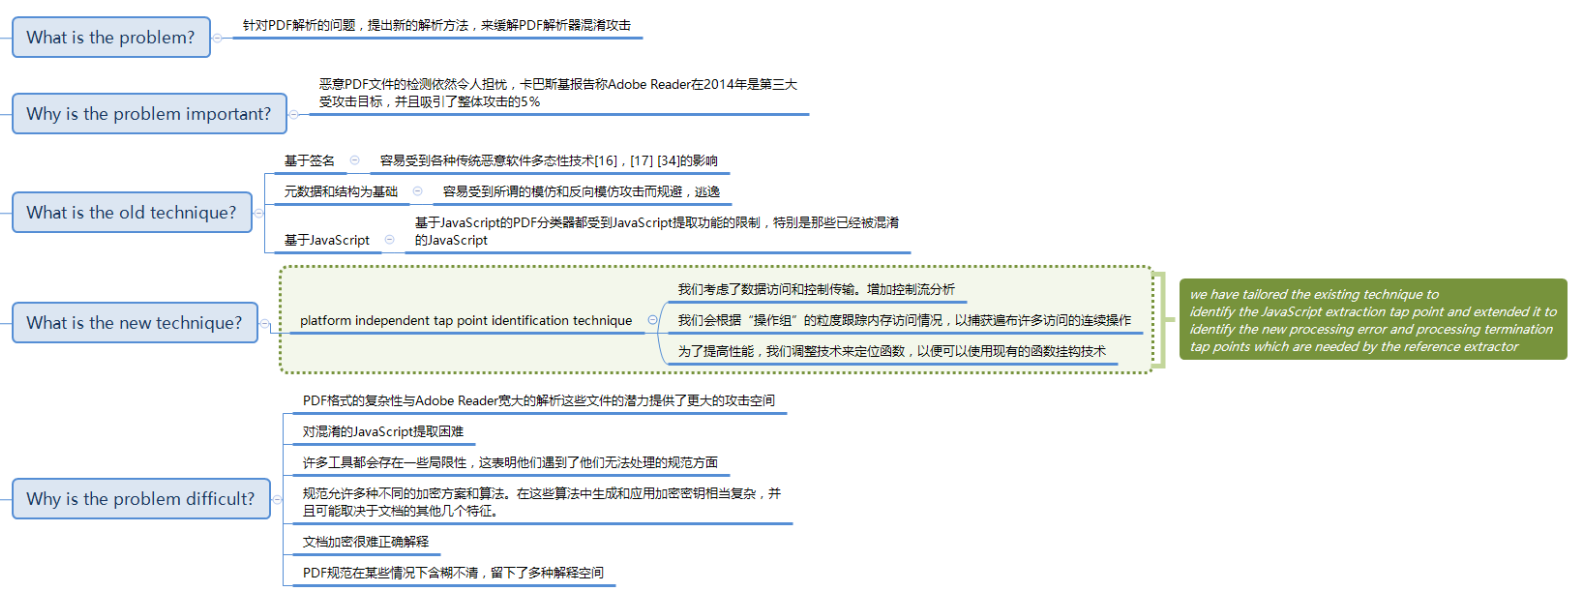 What is the problem?
针对PDF解析的问题，提出新的解析方法，来缓解PDF解析器混淆攻击
Why is the problem important?
恶意PDF文件的检测依然令人担忧，卡巴斯基报告称Adobe Reader在2014年是第三大
受攻击目标，并且吸引了整体攻击的5%
What is the old technique?
基于签名
容易受到各种传统恶意软件多态性技术[16]，[17] [34]的影响
元数据和结构为基础
容易受到所谓的模仿和反向模仿攻击而规避，逃逸
基于JavaScript
基于JavaScript的PDF分类器都受到JavaScript提取功能的限制，特别是那些已经被混淆
的JavaScript
What is the new technique?
platform independent tap point identification technique
我们考虑了数据访问和控制传输。增加控制流分析
我们会根据“操作组”的粒度跟踪内存访问情况，以捕获遍布许多访问的连续操作
为了提高性能，我们调整技术来定位函数，以便可以使用现有的函数挂钩技术
we have tailored the existing technique to
identify the JavaScript extraction tap point and extended it to
identify the new processing error and processing termination
tap points which are needed by the reference extractor
Why is the problem difficult?
PDF格式的复杂性与Adobe Reader宽大的解析这些文件的潜力提供了更大的攻击空间
对混淆的JavaScript提取困难
许多工具都会存在一些局限性，这表明他们遇到了他们无法处理的规范方面
规范允许多种不同的加密方案和算法。在这些算法中生成和应用加密密钥相当复杂，并
且可能取决于文档的其他几个特征。
文档加密很难正确解释
PDF规范在某些情况下含糊不清，留下了多种解释空间